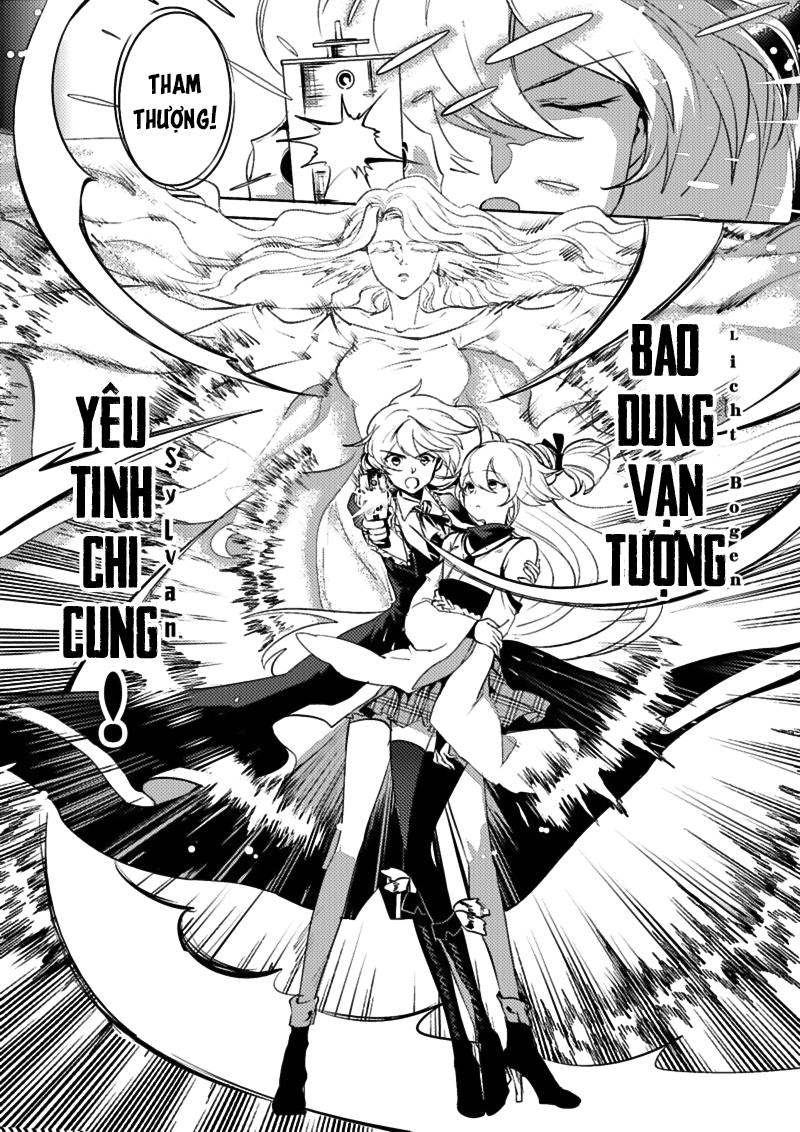 THAM
THƯỢNG!
BAO
DUNG
VẠN
TƯỢNG
Licht Bogen
YÊU
TINH
CHI
CUNG!
Sylvan